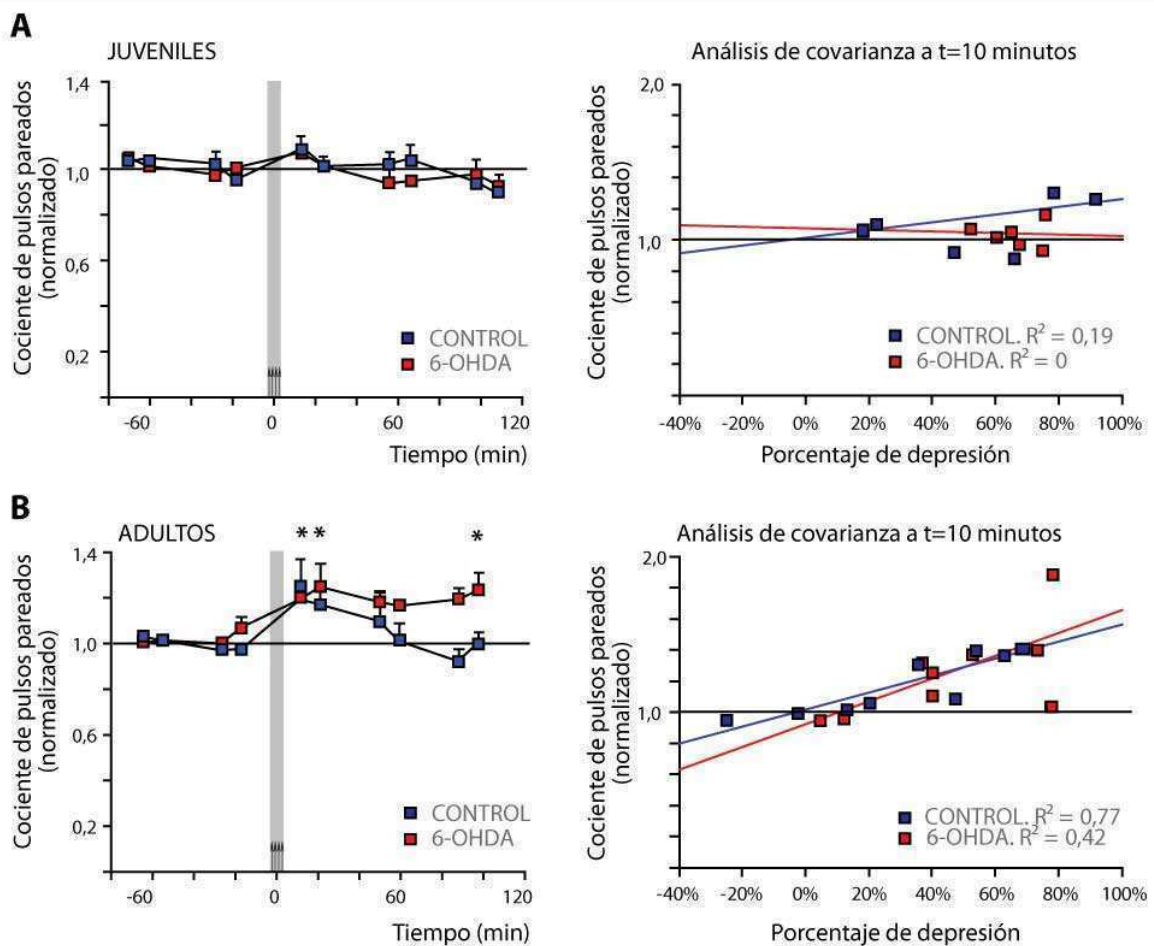 A
JUVENILES
Análisis de covarianza a t=10 minutos
Cociente de pulsos pareados
(normalizado)
1,4
1,0
0,6
0,2
CONTROL
6-OHDA
-60
0
60
120
Tiempo (min)
Cociente de pulsos pareados
(normalizado)
2,0
1,0
CONTROL. R² = 0,19
6-OHDA. R² = 0
-40%
-20%
0%
20%
40%
60%
80%
100%
Porcentaje de depresión
B
ADULTOS
Análisis de covarianza a t=10 minutos
Cociente de pulsos pareados
(normalizado)
1,4
1,0
0,6
0,2
* *
*
CONTROL
6-OHDA
-60
0
60
120
Tiempo (min)
Cociente de pulsos pareados
(normalizado)
2,0
1,0
CONTROL. R² = 0,77
6-OHDA. R² = 0,42
-40%
-20%
0%
20%
40%
60%
80%
100%
Porcentaje de depresión